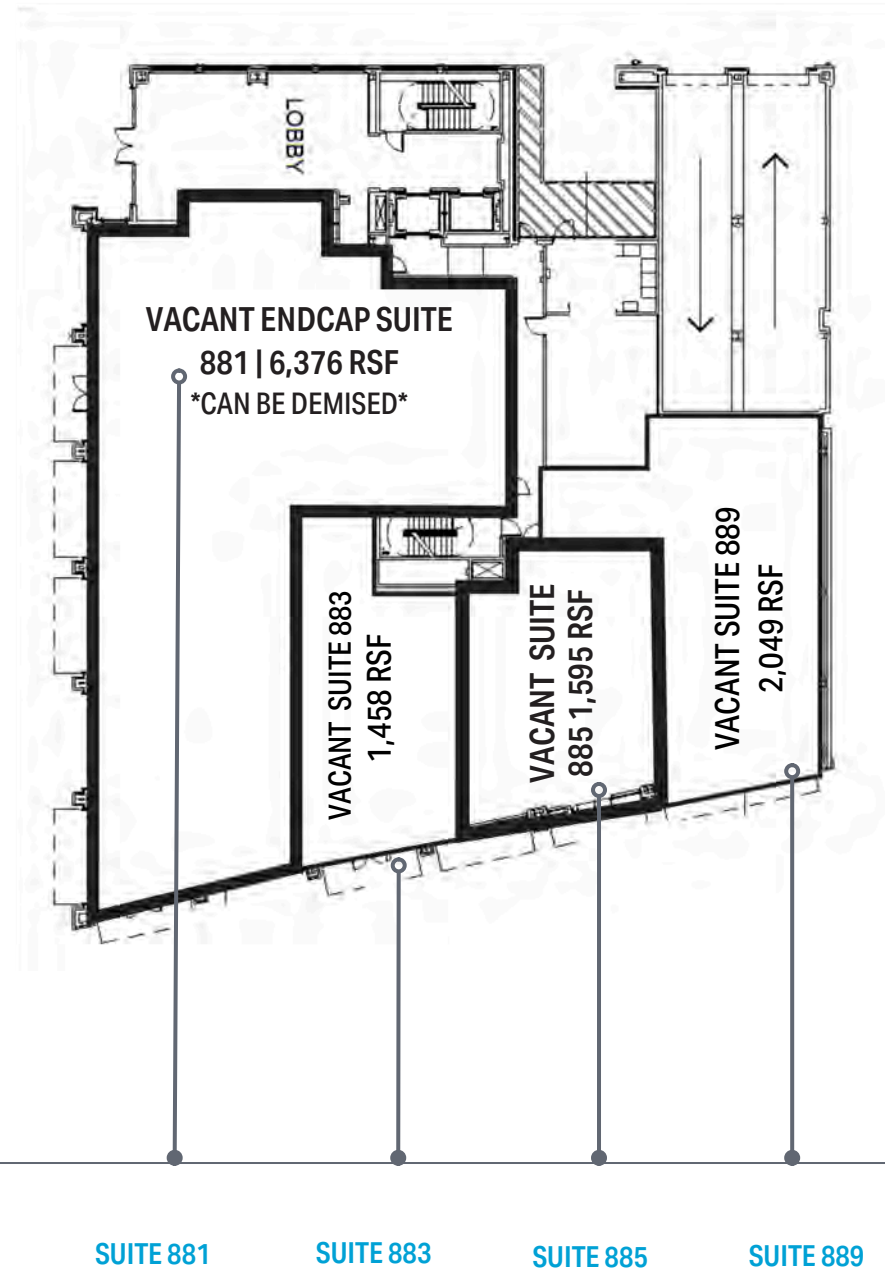 LOBBY
VACANT ENDCAP SUITE
881 | 6,376 RSF
*CAN BE DEMISED*
VACANT SUITE 883
1,458 RSF
VACANT SUITE
885 1,595 RSF
VACANT SUITE 889
2,049 RSF
SUITE 881
SUITE 883
SUITE 885
SUITE 889